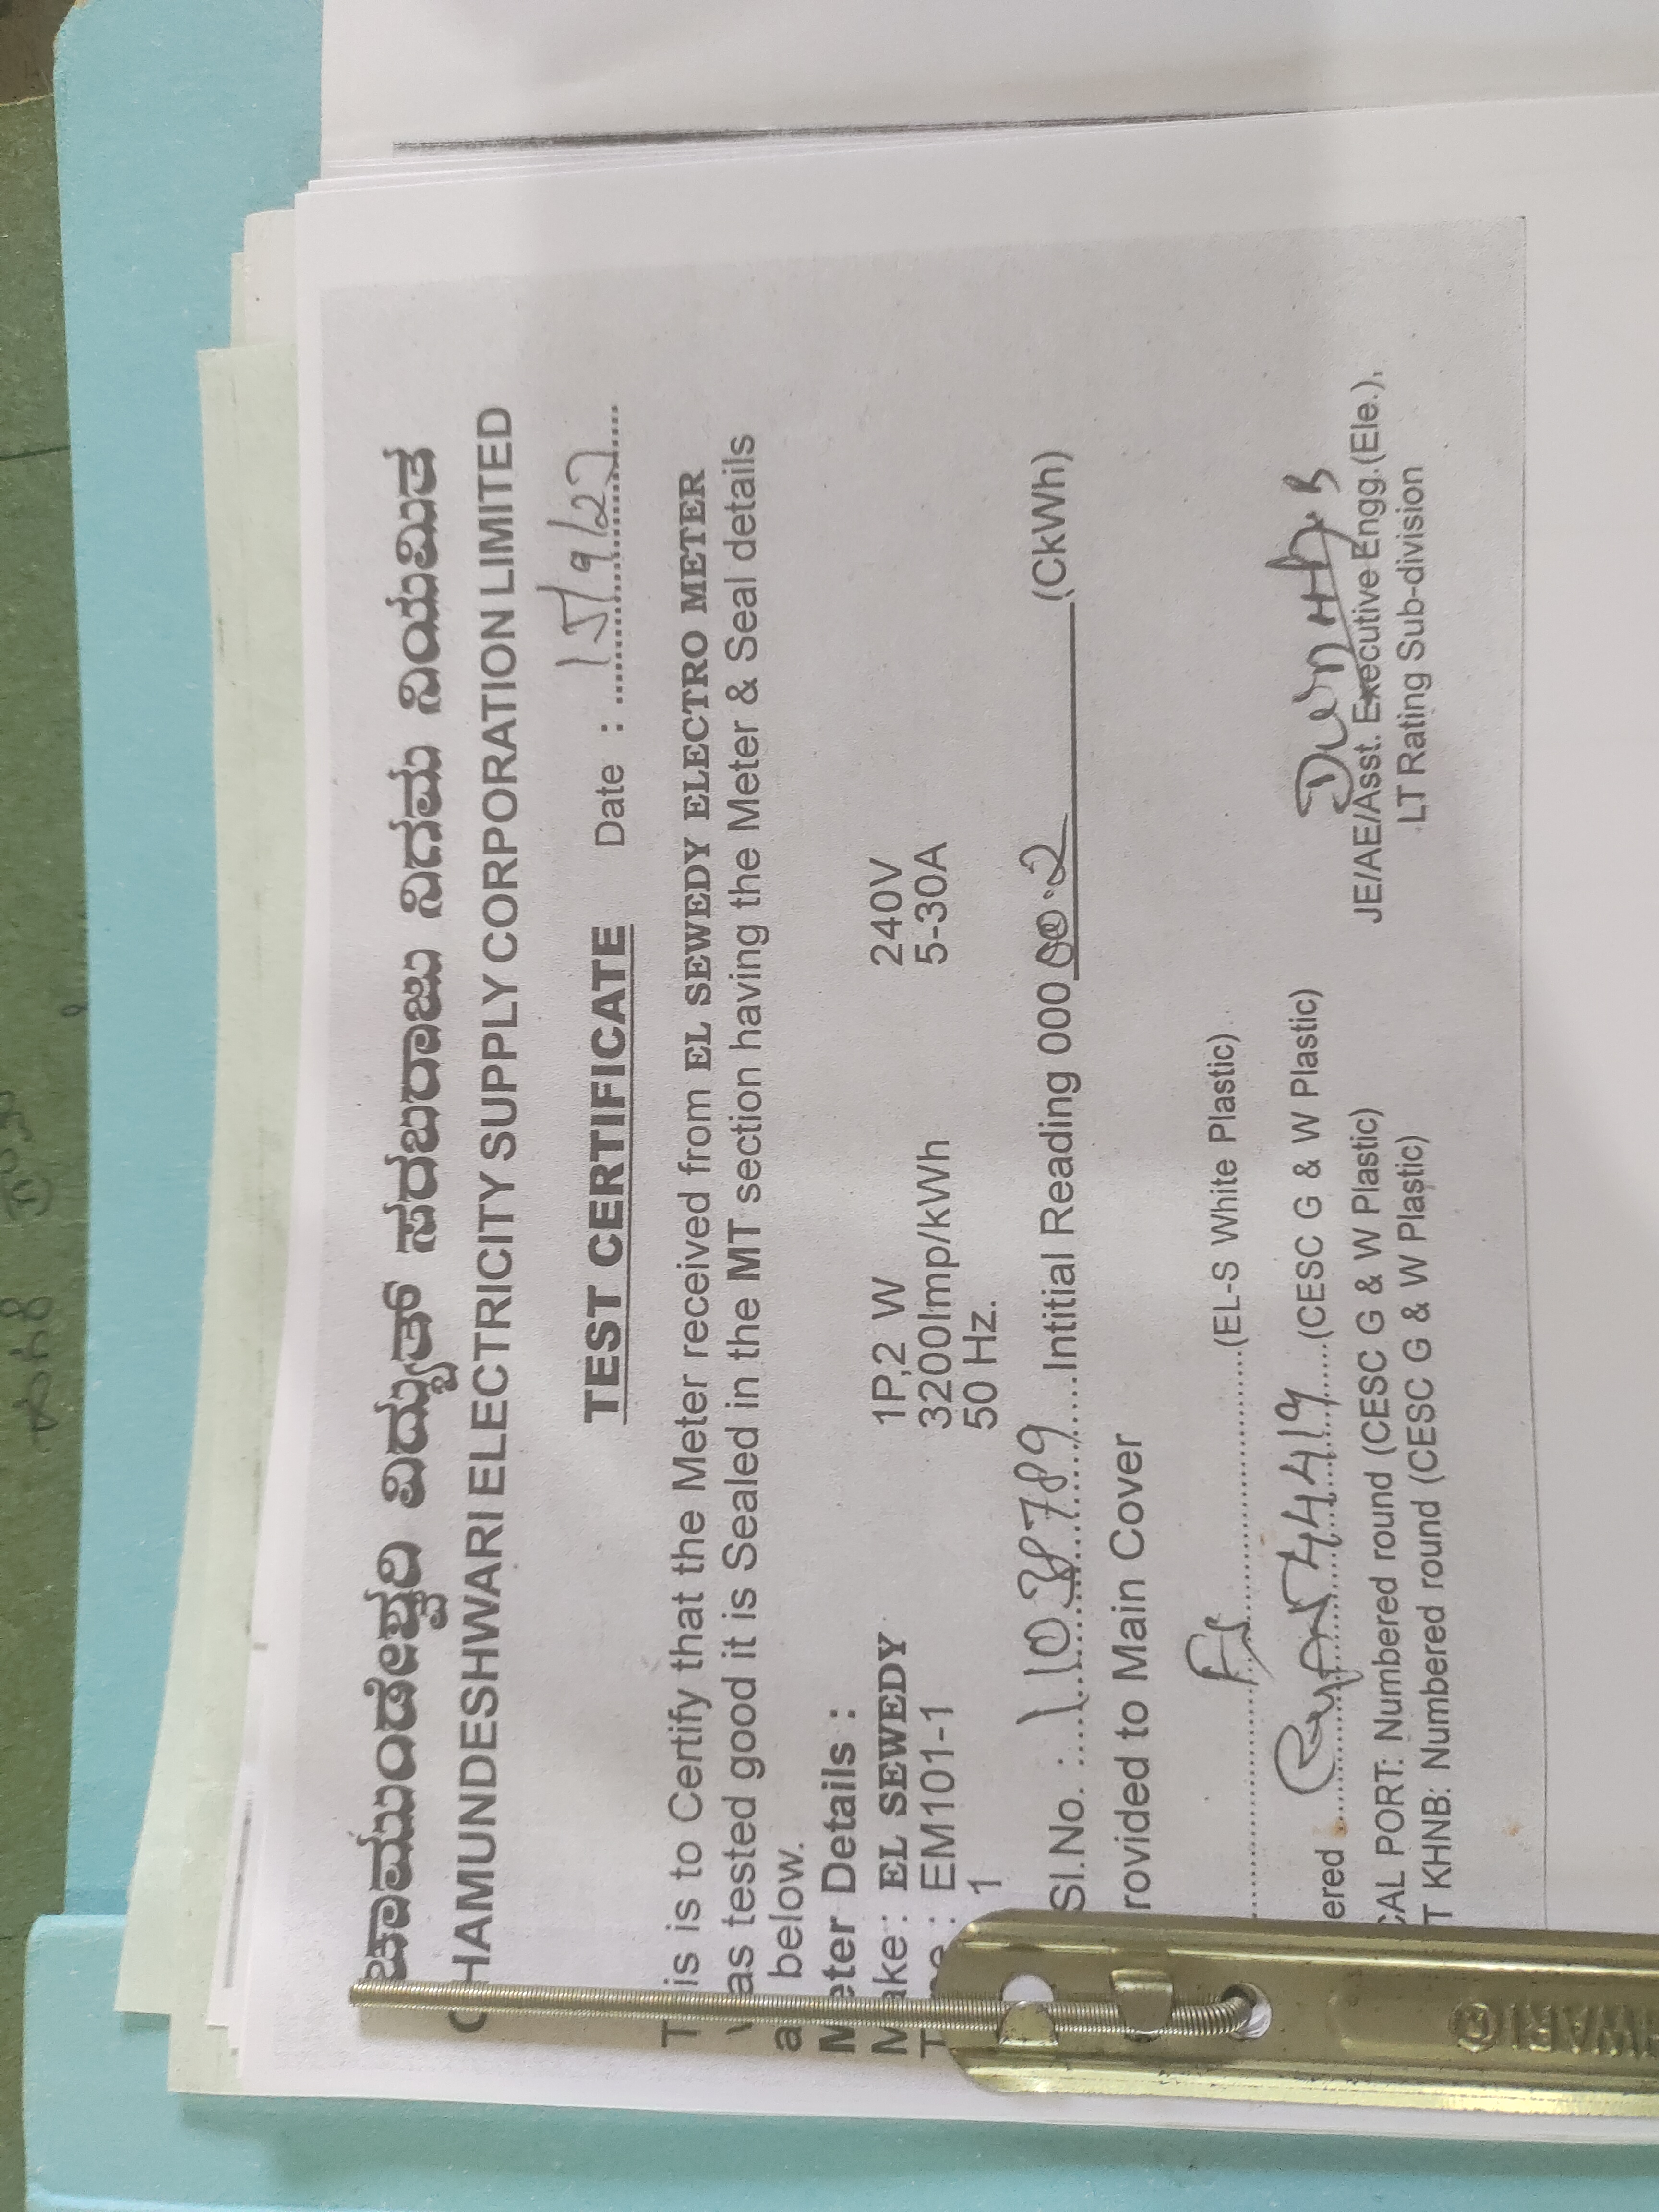 ಚಾಮುಂಡೇಶ್ವರಿ ವಿದ್ಯುತ್ ಸರಬರಾಜು ನಿಗಮ ನಿಯಮಿತ
HAMUNDESHWARI ELECTRICITY SUPPLY CORPORATION LIMITED
TEST CERTIFICATE Date : 15/9/22
T is is to Certify that the Meter received from EL SEWEDY ELECTRO METER
as tested good it is Sealed in the MT section having the Meter & Seal details
a below.
M eter Details :
M ake : EL SEWEDY 1P,2 W 240V
: EM101-1 3200Imp/kWh 5-30A
1 50 Hz.
Sl.No. : 11038789 Intitial Reading 000 00.2 (CkWh)
rovided to Main Cover
(EL-S White Plastic)
ered 54419 (CESC G & W Plastic)
CAL PORT: Numbered round (CESC G & W Plastic)
T KHNB: Numbered round (CESC G & W Plastic)
JE/AE/Asst. Executive Engg.(Ele.),
LT Rating Sub-division